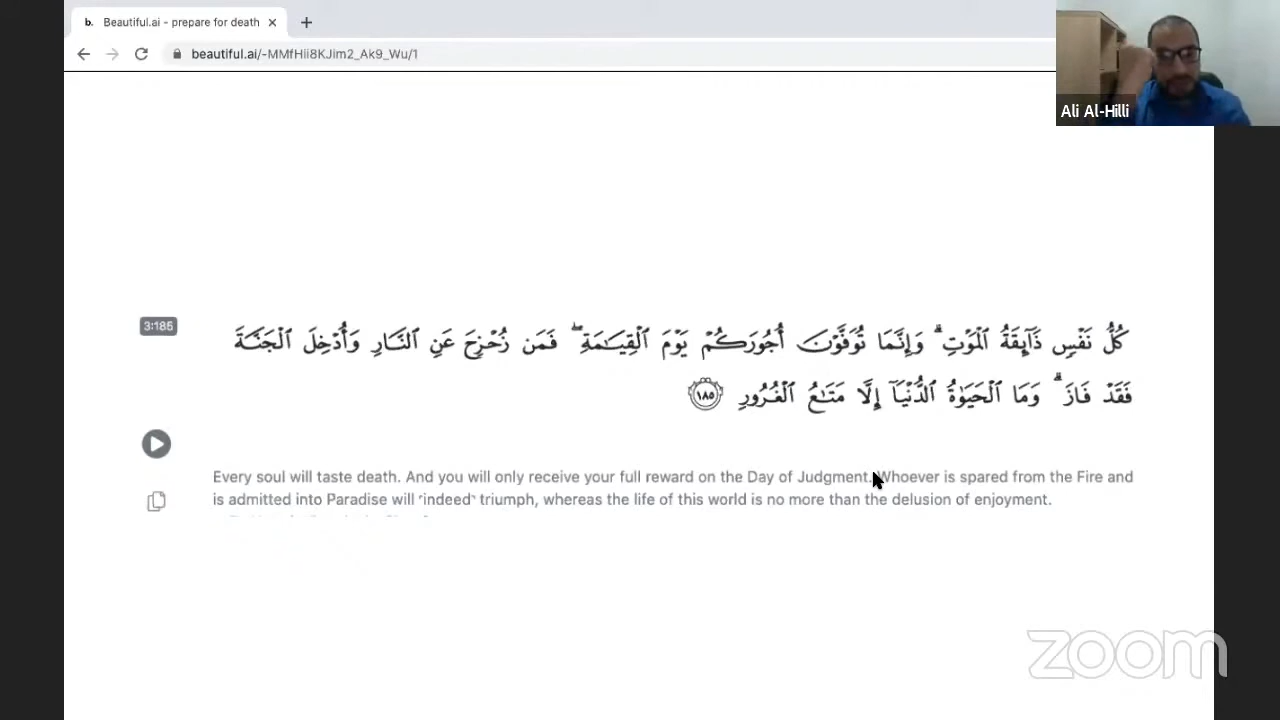 b. Beautiful.ai - prepare for death
beautiful.ai/-MMfHii8KJim2_Ak9_Wu/1
Ali Al-Hilli
3:185
كُلُّ نَفْسٍ ذَآئِقَةُ ٱلْمَوْتِ ۗ وَإِنَّمَا تُوَفَّوْنَ أُجُورَكُمْ يَوْمَ ٱلْقِيَـٰمَةِ ۖ فَمَن زُحْزِحَ عَنِ ٱلنَّارِ وَأُدْخِلَ ٱلْجَنَّةَ
فَقَدْ فَازَ ۗ وَمَا ٱلْحَيَوٰةُ ٱلدُّنْيَآ إِلَّا مَتَـٰعُ ٱلْغُرُورِ ١٨٥
Every soul will taste death. And you will only receive your full reward on the Day of Judgment. Whoever is spared from the Fire and
is admitted into Paradise will ˹indeed˺ triumph, whereas the life of this world is no more than the delusion of enjoyment.
zoom